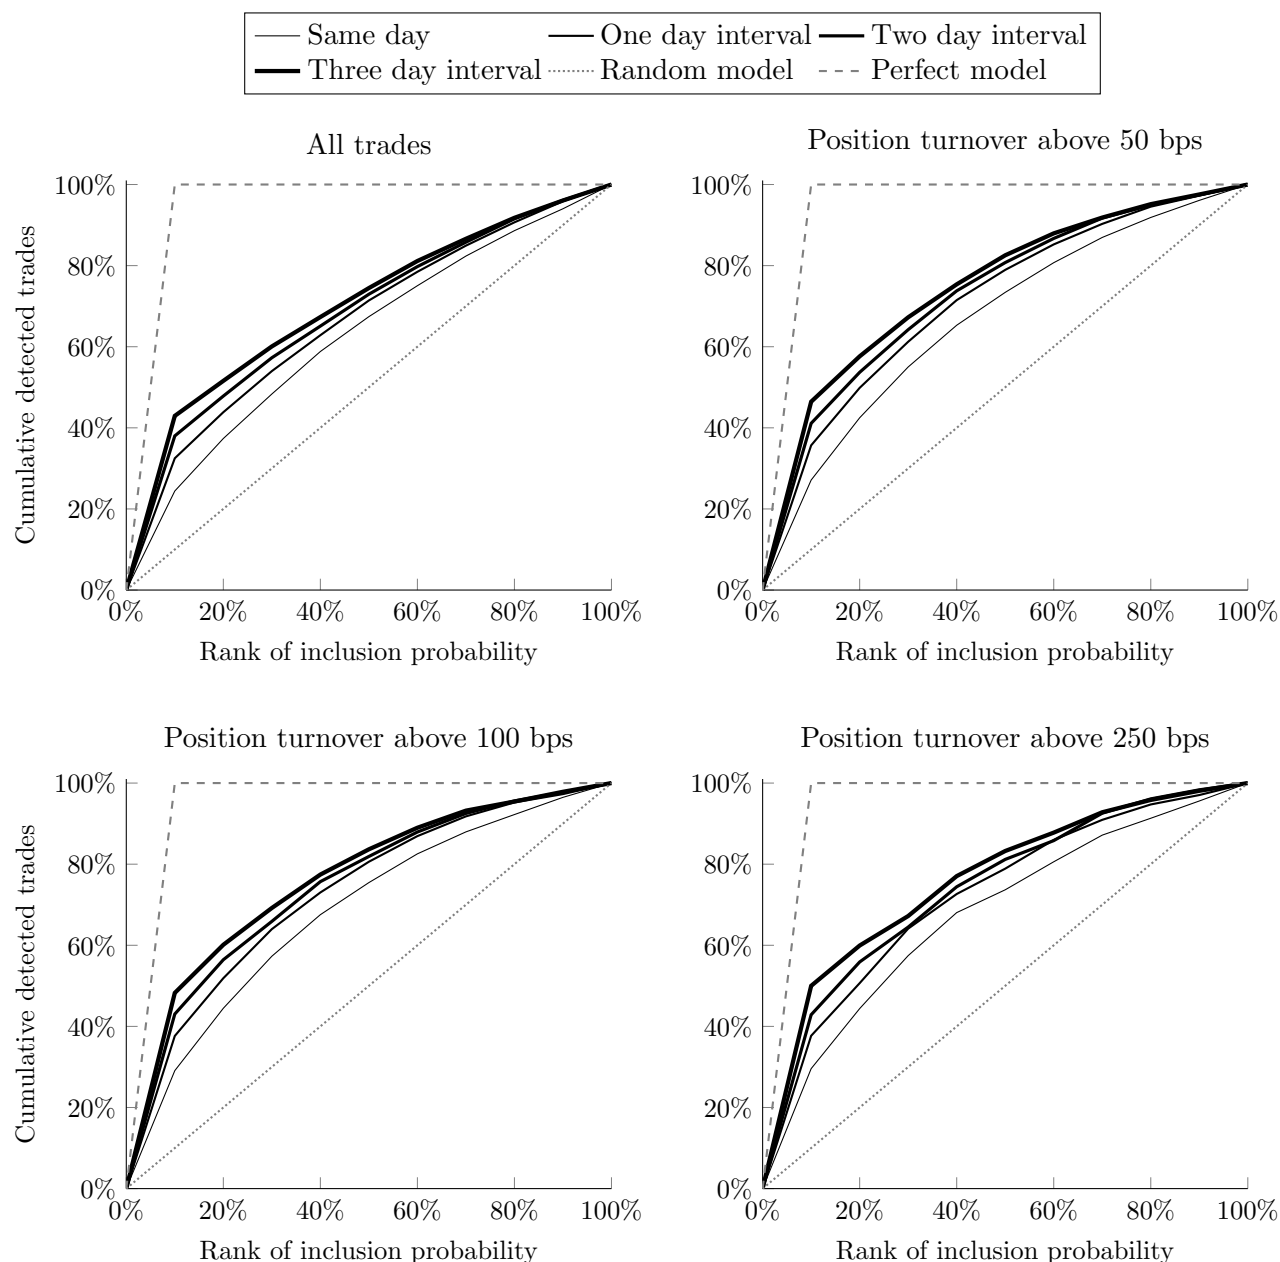 Same day One day interval Two day interval
Three day interval Random model Perfect model
All trades
100%
80%
60%
40%
20%
0%
Cumulative detected trades
0% 20% 40% 60% 80% 100%
Rank of inclusion probability
Position turnover above 50 bps
100%
80%
60%
40%
20%
0%
0% 20% 40% 60% 80% 100%
Rank of inclusion probability
Position turnover above 100 bps
100%
80%
60%
40%
20%
0%
Cumulative detected trades
0% 20% 40% 60% 80% 100%
Rank of inclusion probability
Position turnover above 250 bps
100%
80%
60%
40%
20%
0%
0% 20% 40% 60% 80% 100%
Rank of inclusion probability